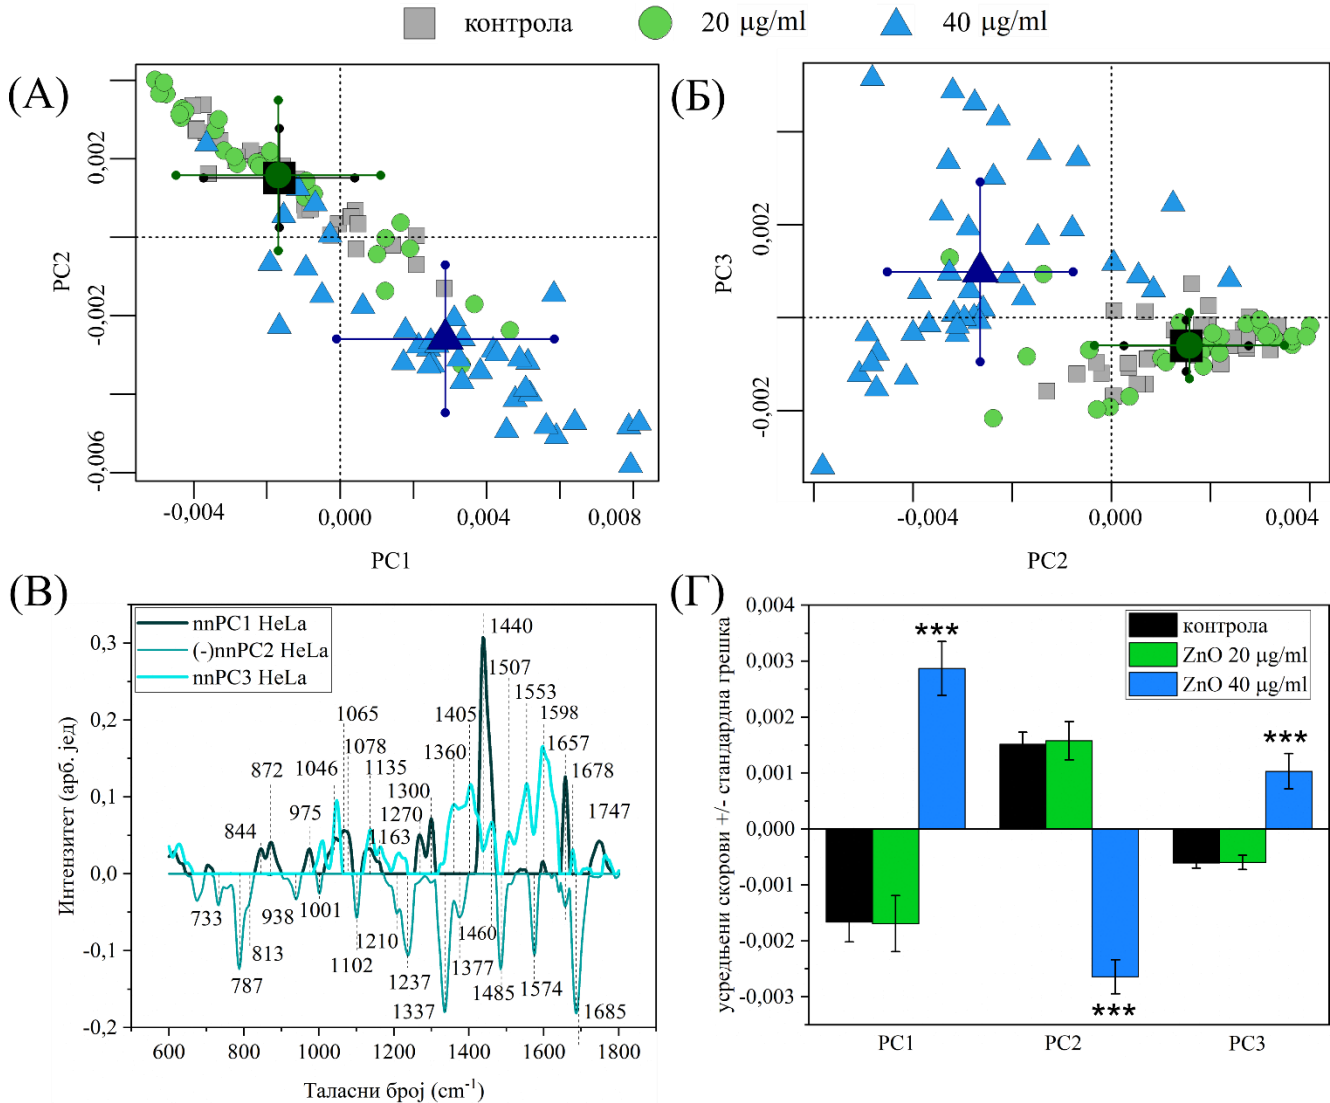 контрола 20 μg/ml 40 μg/ml
(А)
PC2
0,002
-0,002
-0,006
-0,004 0,000 0,004 0,008
PC1
(Б)
PC3
0,002
-0,002
-0,004 0,000 0,004
PC2
(В)
nnPC1 HeLa
(-)nnPC2 HeLa
nnPC3 HeLa
Интензитет (арб. јед)
0,3
0,2
0,1
0,0
-0,1
-0,2
1440
1507
1553
1598
1657
1678
1747
1405
1360
1065
1078
1135
1046
872
975
844
1300
1270
1163
733
787
813
938
1001
1102
1210
1237
1337
1377
1460
1485
1574
1685
600 800 1000 1200 1400 1600 1800
Таласни број (cm⁻¹)
(Г)
усредњени скорови +/- стандардна грешка
0,004
0,003
0,002
0,001
0,000
-0,001
-0,002
-0,003
контрола
ZnO 20 μg/ml
ZnO 40 μg/ml
***
***
***
PC1 PC2 PC3